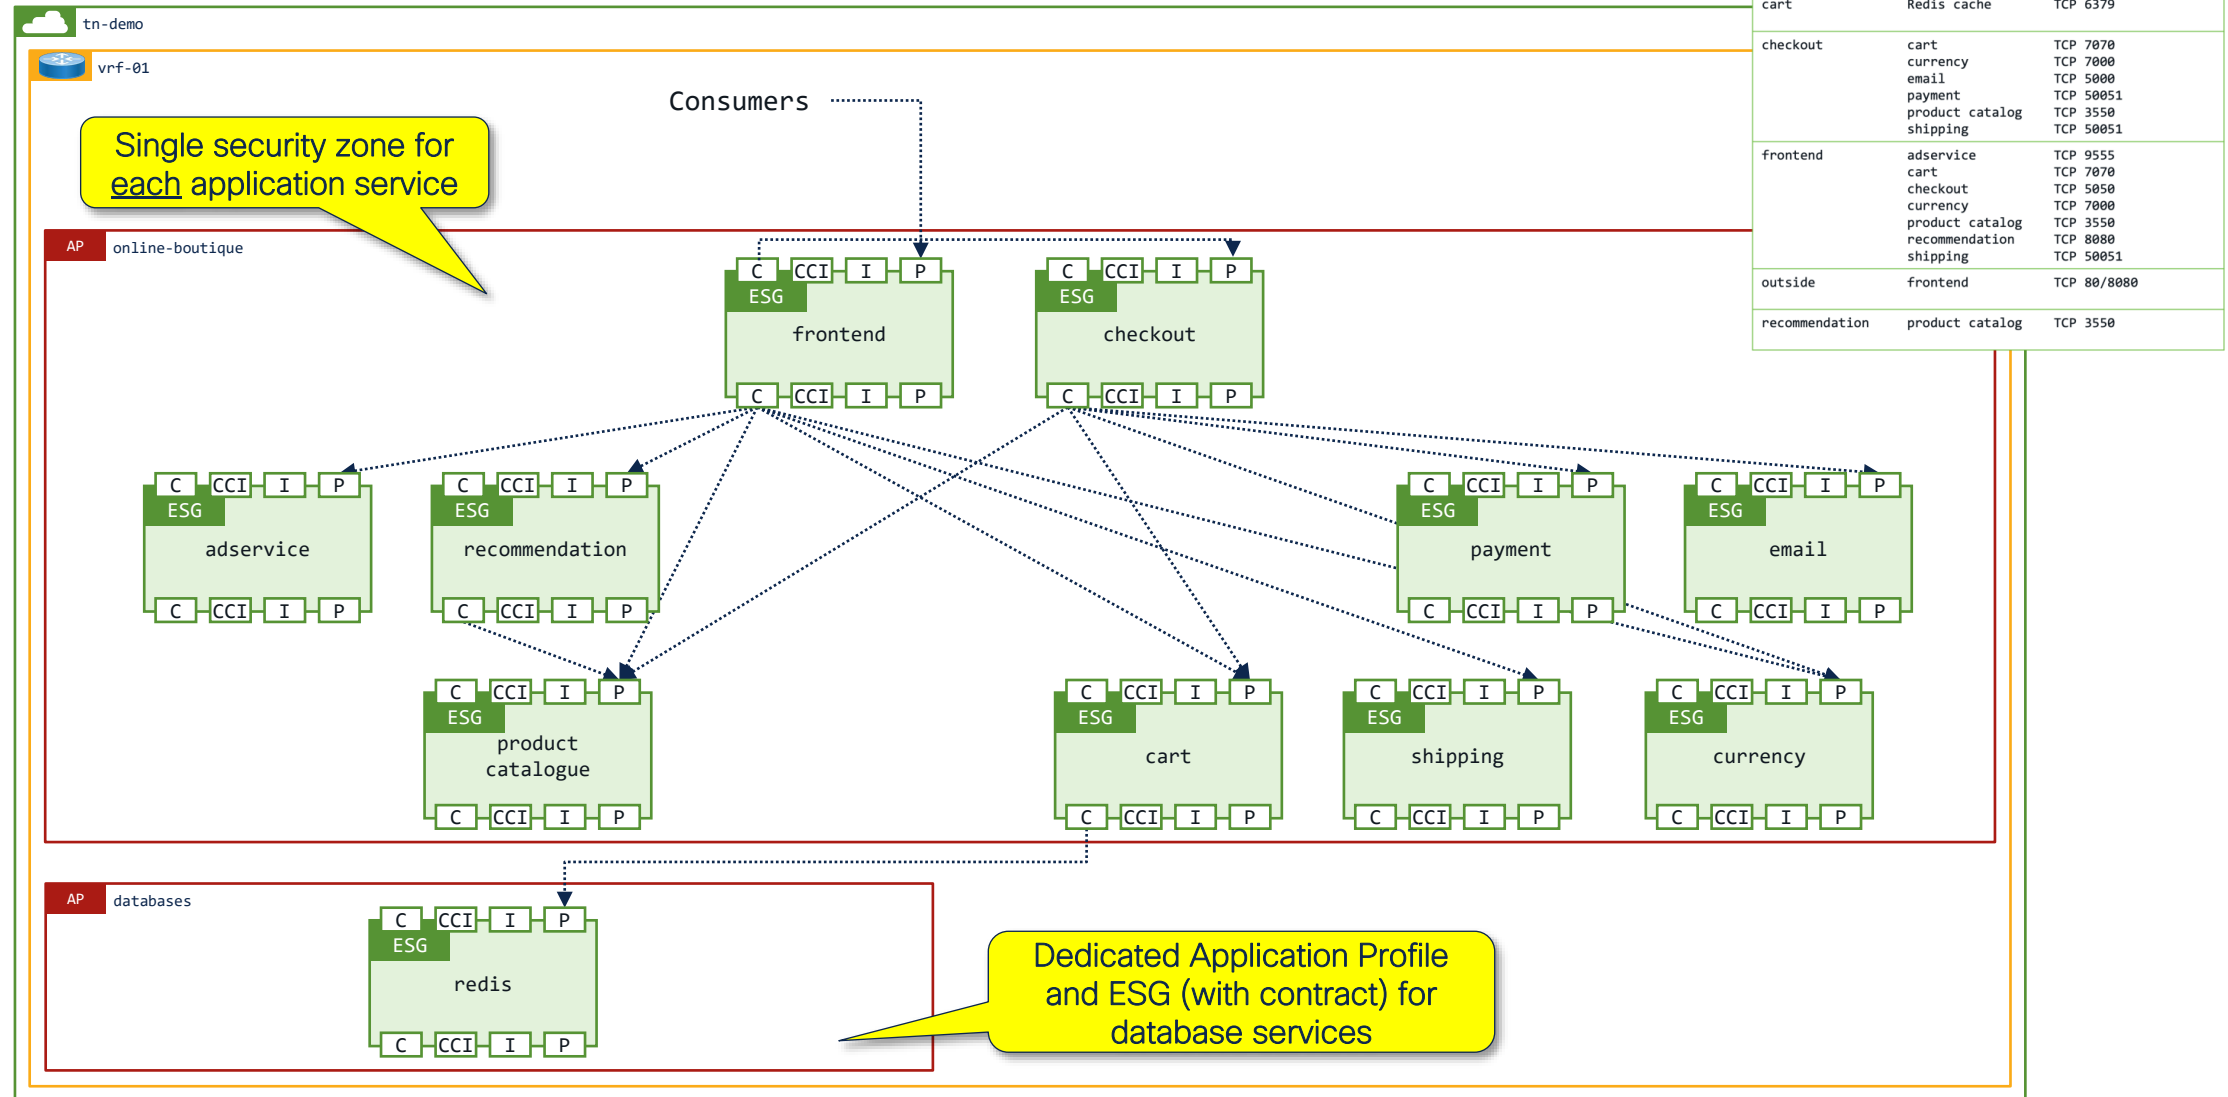 tn-demo
cart Redis cache TCP 6379
vrf-01
checkout cart TCP 7070
currency TCP 7000
email TCP 5000
payment TCP 50051
product catalog TCP 3550
shipping TCP 50051
Consumers
Single security zone for
each application service
frontend adservice TCP 9555
cart TCP 7070
checkout TCP 5050
currency TCP 7000
product catalog TCP 3550
recommendation TCP 8080
shipping TCP 50051
outside frontend TCP 80/8080
recommendation product catalog TCP 3550
AP online-boutique
C CCI I P
ESG
frontend
C CCI I P
C CCI I P
ESG
checkout
C CCI I P
C CCI I P
ESG
adservice
C CCI I P
C CCI I P
ESG
recommendation
C CCI I P
C CCI I P
ESG
payment
C CCI I P
C CCI I P
ESG
email
C CCI I P
C CCI I P
ESG
product
catalogue
C CCI I P
C CCI I P
ESG
cart
C CCI I P
C CCI I P
ESG
shipping
C CCI I P
C CCI I P
ESG
currency
C CCI I P
AP databases
C CCI I P
ESG
redis
C CCI I P
Dedicated Application Profile
and ESG (with contract) for
database services